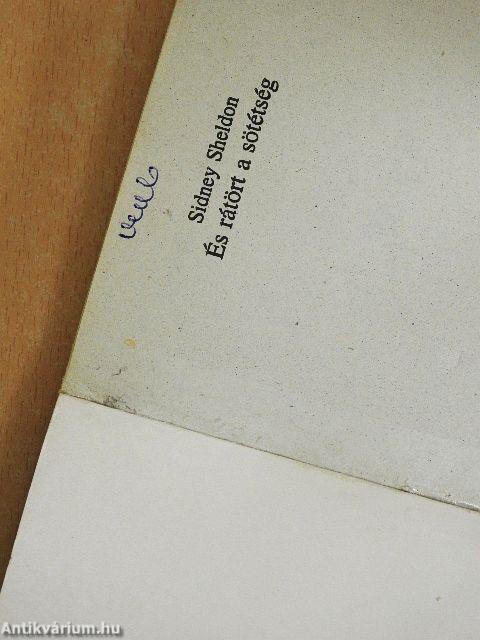 Sidney Sheldon
És rátört a sötétség
Antikvárium.hu